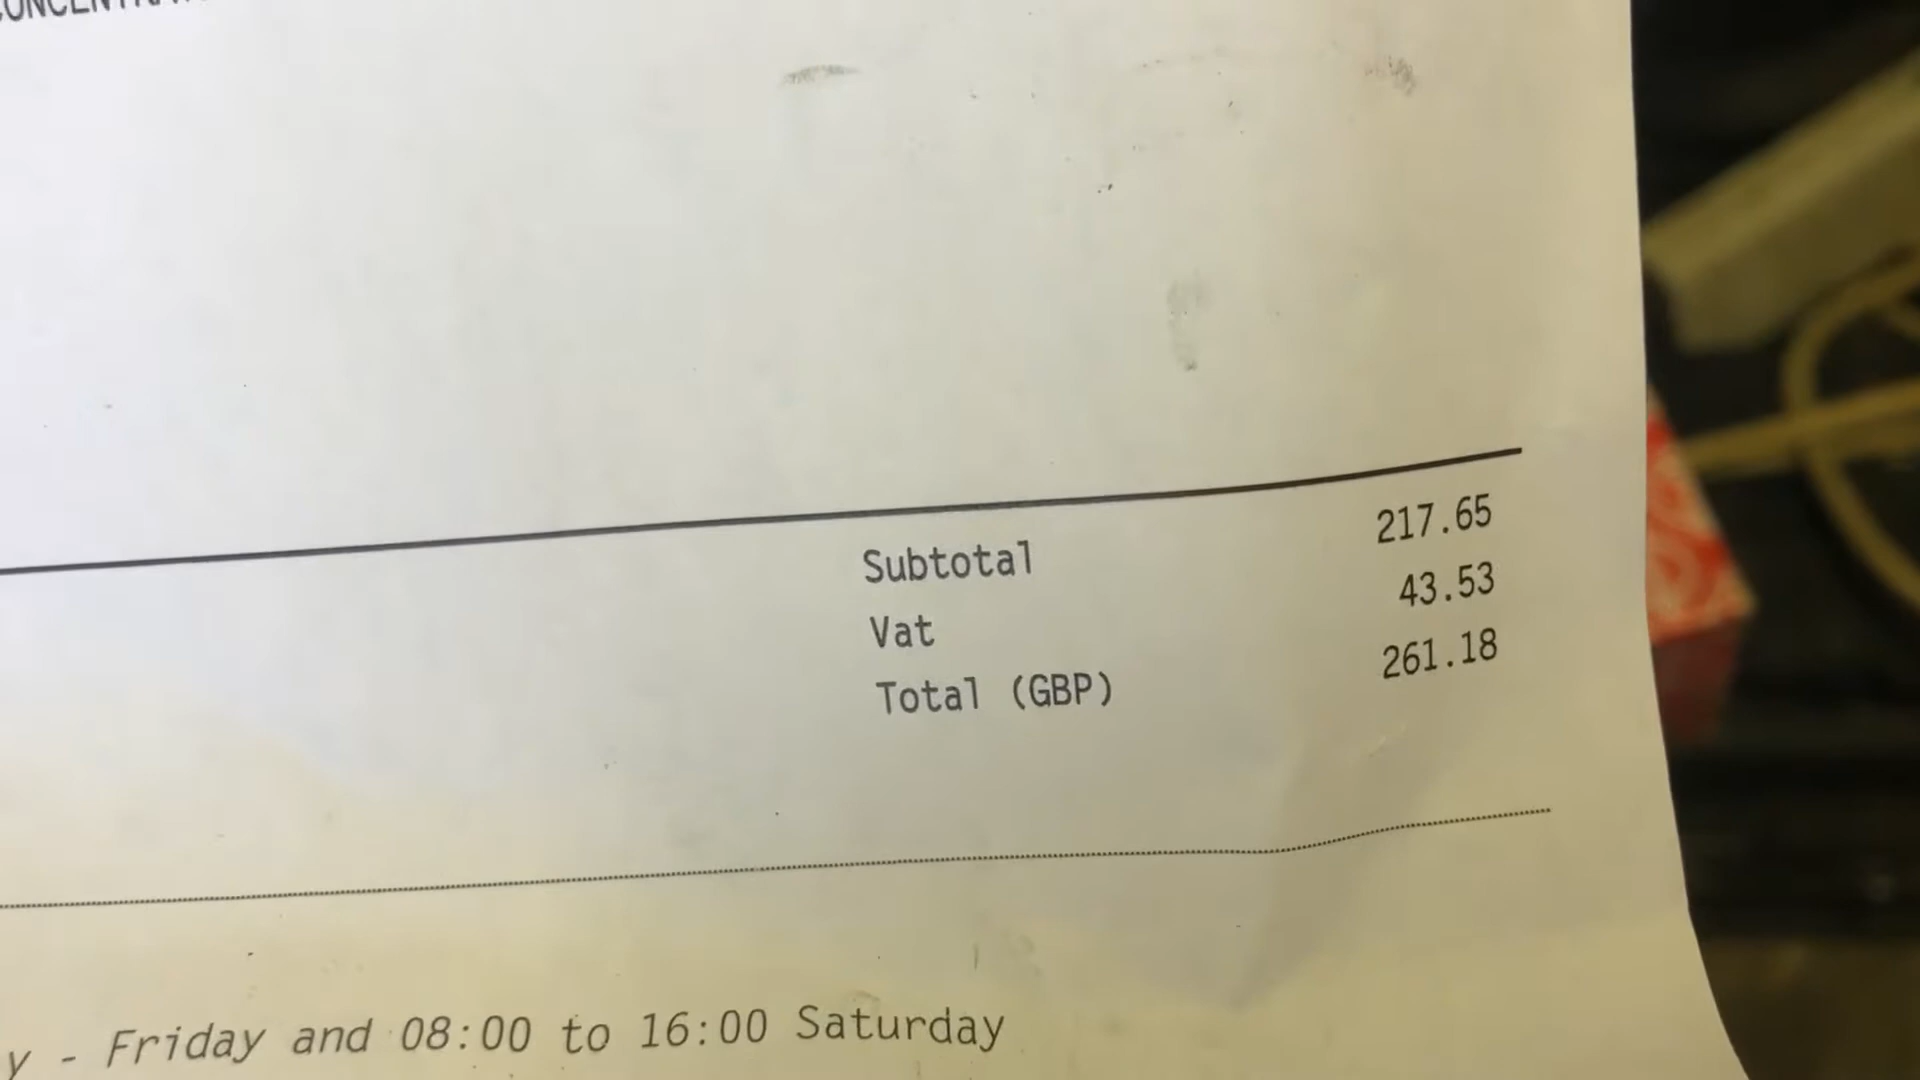 Subtotal 217.65
Vat 43.53
Total (GBP) 261.18
y - Friday and 08:00 to 16:00 Saturday